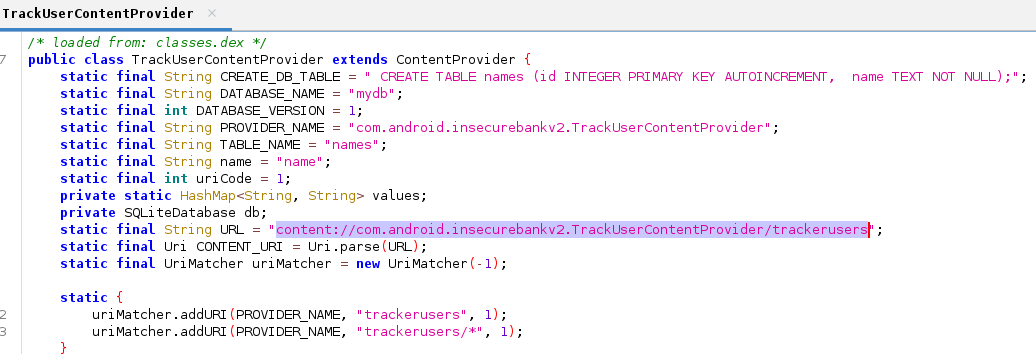 TrackUserContentProvider ×
/* loaded from: classes.dex */
7 public class TrackUserContentProvider extends ContentProvider {
static final String CREATE_DB_TABLE = " CREATE TABLE names (id INTEGER PRIMARY KEY AUTOINCREMENT,  name TEXT NOT NULL);";
static final String DATABASE_NAME = "mydb";
static final int DATABASE_VERSION = 1;
static final String PROVIDER_NAME = "com.android.insecurebankv2.TrackUserContentProvider";
static final String TABLE_NAME = "names";
static final String name = "name";
static final int uriCode = 1;
private static HashMap<String, String> values;
private SQLiteDatabase db;
static final String URL = "content://com.android.insecurebankv2.TrackUserContentProvider/trackerusers";
static final Uri CONTENT_URI = Uri.parse(URL);
static final UriMatcher uriMatcher = new UriMatcher(-1);
static {
2 uriMatcher.addURI(PROVIDER_NAME, "trackerusers", 1);
3 uriMatcher.addURI(PROVIDER_NAME, "trackerusers/*", 1);
}